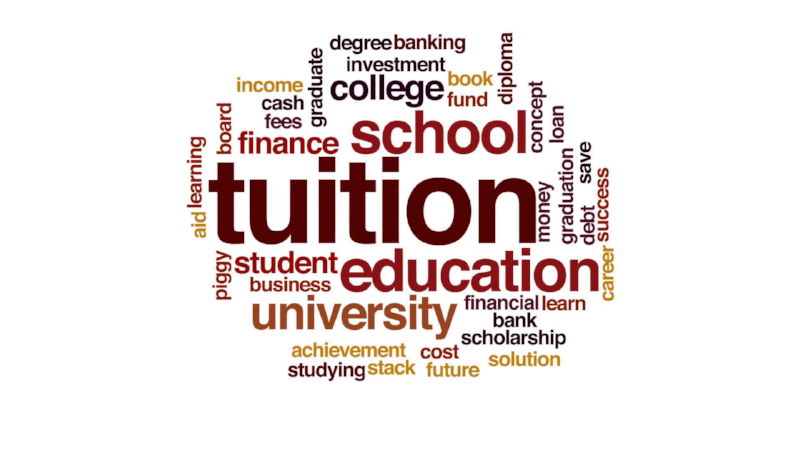 degree banking
investment
income
college
book
cash
graduate
fund
diploma
fees
board
finance
school
concept
loan
learning
aid
tuition
money
graduation
save
debt
success
piggy
student
business
education
career
university
financial learn
bank
scholarship
achievement
cost
solution
studying
stack
future